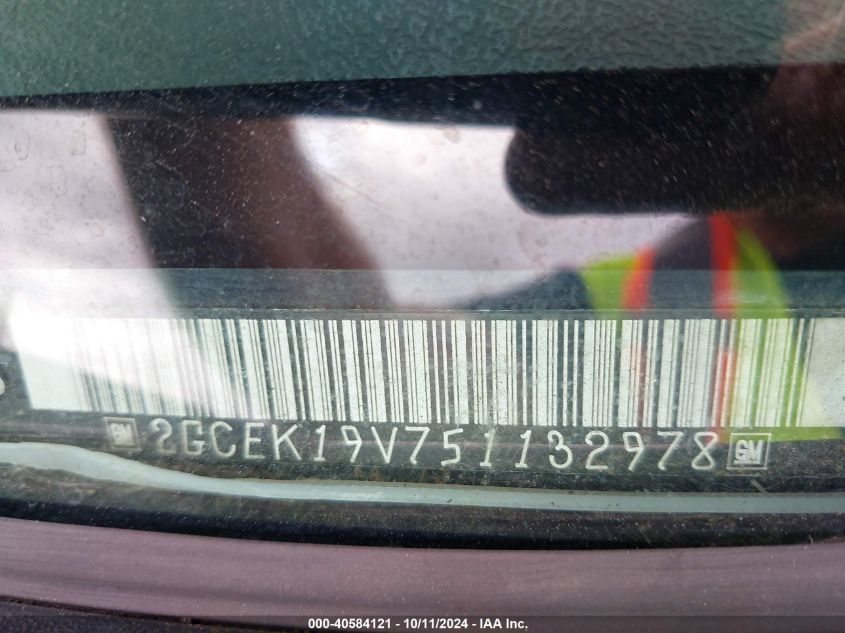 GM 2GCEK19V751132978 GM
000-40584121 - 10/11/2024 - IAA Inc.